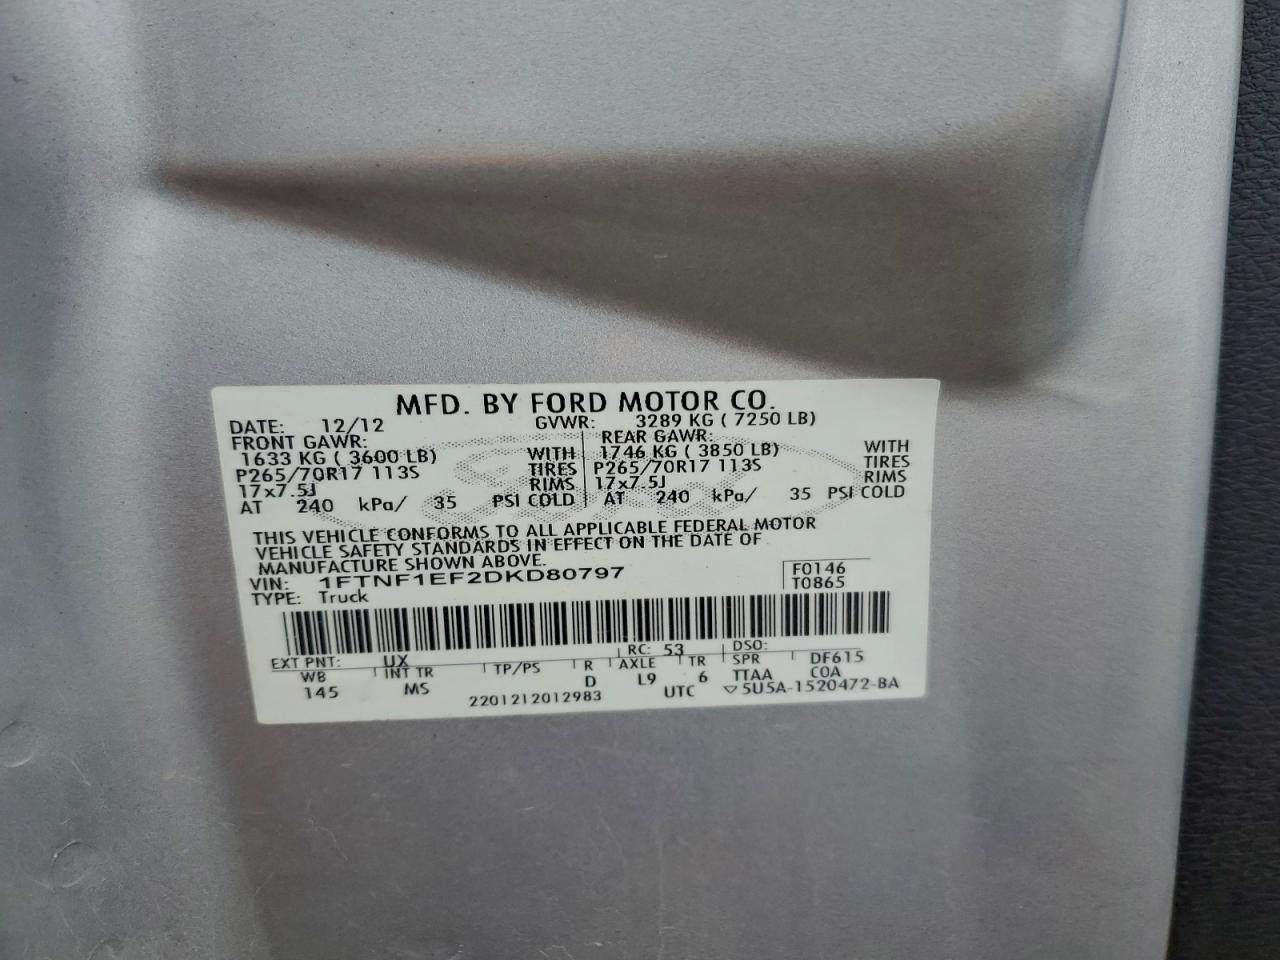 MFD. BY FORD MOTOR CO.
DATE: 12/12 GVWR: 3289 KG ( 7250 LB)
FRONT GAWR: REAR GAWR:
1633 KG ( 3600 LB) WITH 1746 KG ( 3850 LB) WITH
P265/70R17 113S TIRES P265/70R17 113S TIRES
17x7.5J RIMS 17x7.5J RIMS
AT 240 kPa/ 35 PSI COLD AT 240 kPa/ 35 PSI COLD
THIS VEHICLE CONFORMS TO ALL APPLICABLE FEDERAL MOTOR
VEHICLE SAFETY STANDARDS IN EFFECT ON THE DATE OF
MANUFACTURE SHOWN ABOVE.
VIN: 1FTNF1EF2DKD80797 F0146
TYPE: Truck T0865
EXT PNT: UX RC: 53 DSO:
WB INT TR TP/PS R AXLE TR SPR DF615
145 MS D L9 6 TTAA COA
2201212012983 UTC ▽5U5A-1520472-BA